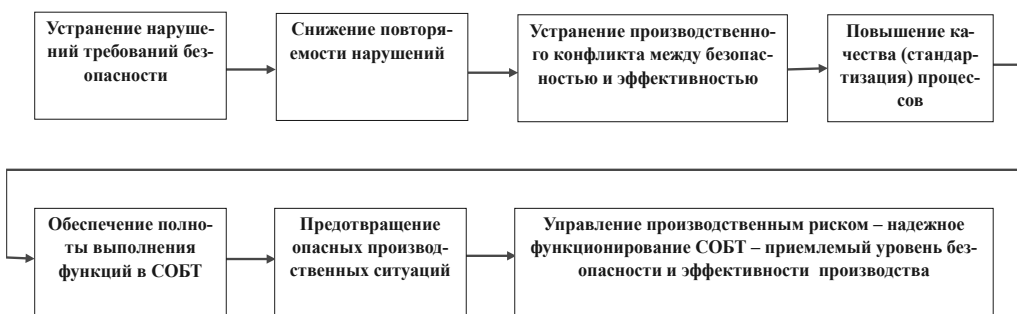 Устранение наруше-
ний требований без-
опасности
Снижение повторя-
емости нарушений
Устранение производственно-
го конфликта между безопас-
ностью и эффективностью
Повышение ка-
чества (стандар-
тизация) процес-
сов
Обеспечение полно-
ты выполнения
функций в СОБТ
Предотвращение
опасных производ-
ственных ситуаций
Управление производственным риском – надежное
функционирование СОБТ – приемлемый уровень без-
опасности и эффективности производства